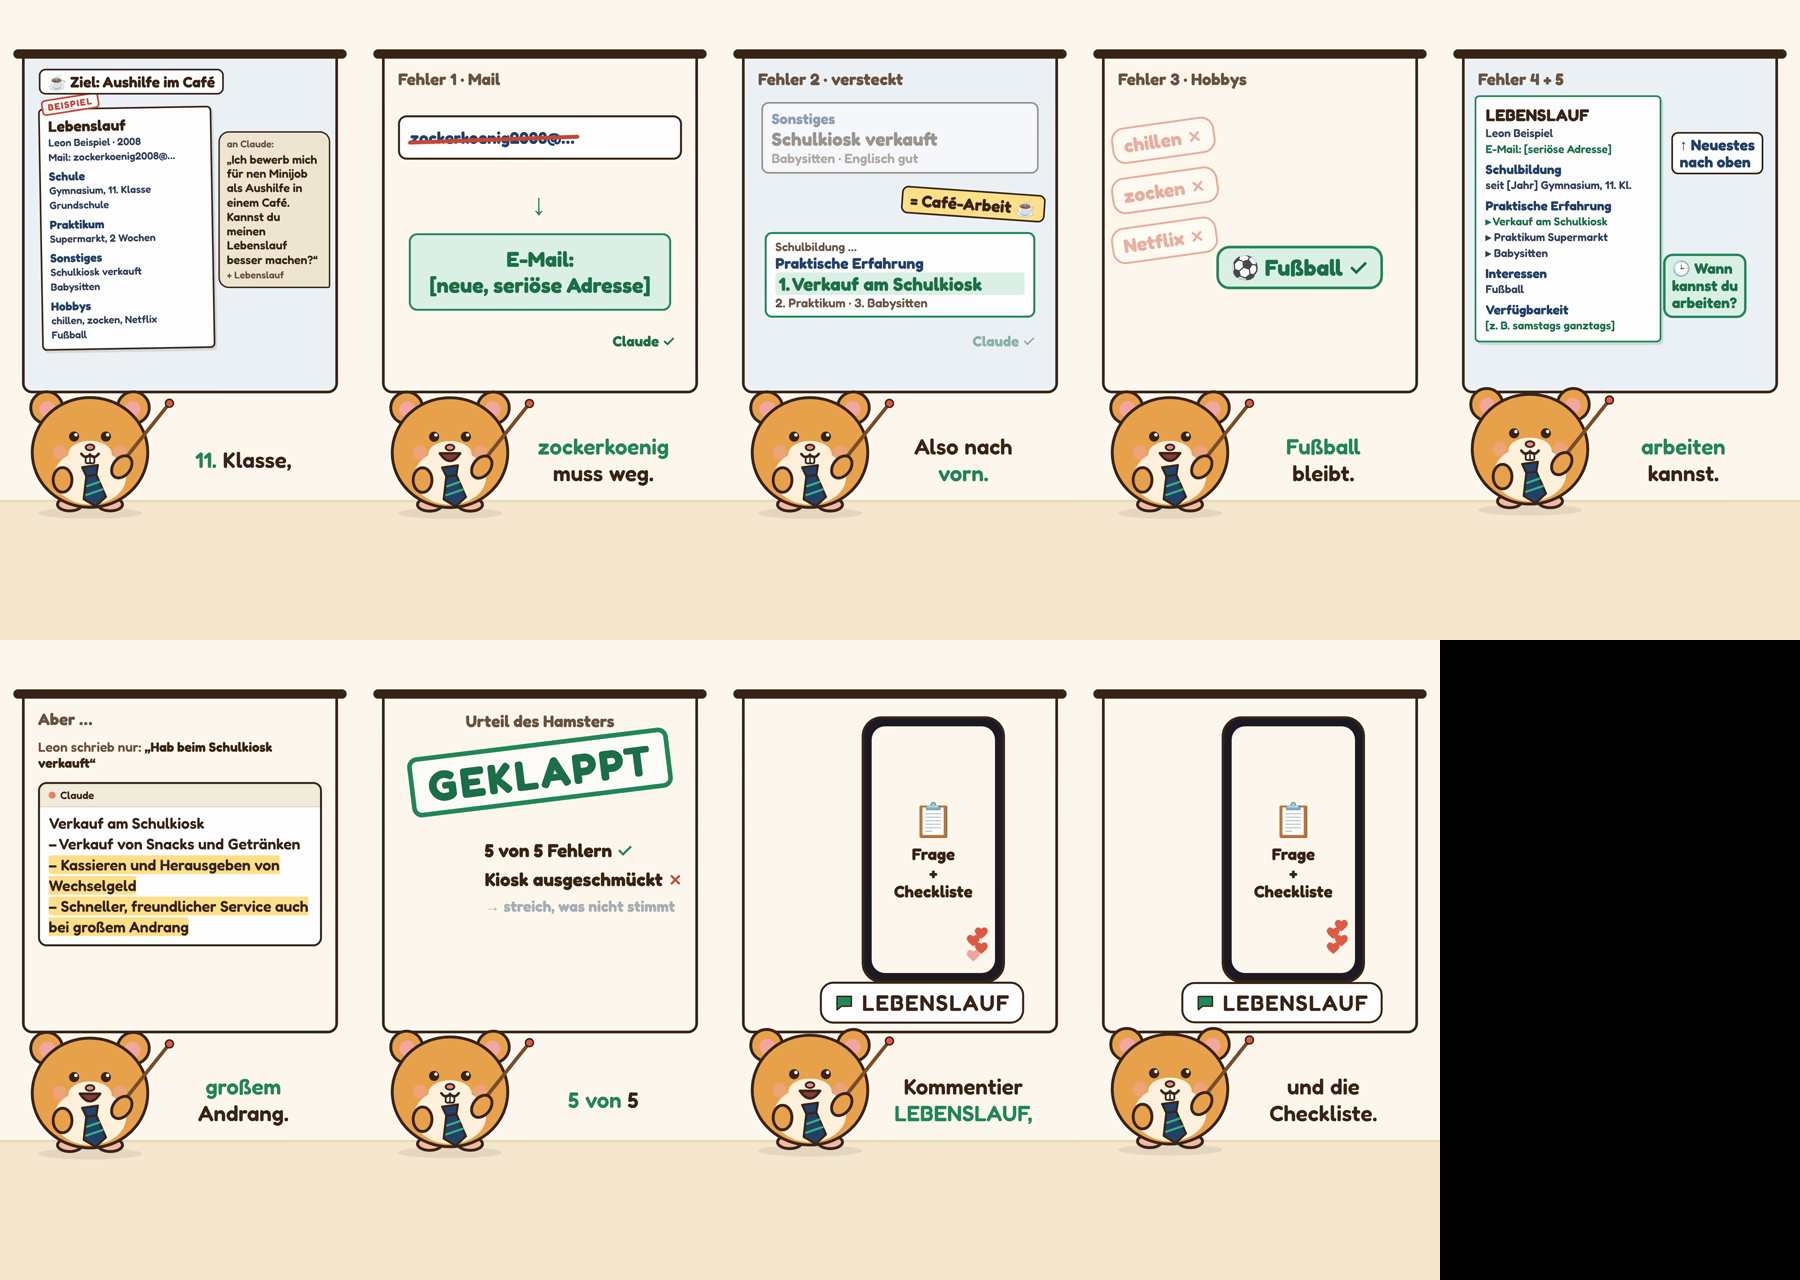 ☕ Ziel: Aushilfe im Café
BEISPIEL
Lebenslauf
Leon Beispiel · 2008
Mail: zockerkoenig2008@...
Schule
Gymnasium, 11. Klasse
Grundschule
Praktikum
Supermarkt, 2 Wochen
Sonstiges
Schulkiosk verkauft
Babysitten
Hobbys
chillen, zocken, Netflix
Fußball
an Claude:
„Ich bewerb mich
für nen Minijob
als Aushilfe in
einem Café.
Kannst du
meinen
Lebenslauf
besser machen?“
+ Lebenslauf
11. Klasse,
Fehler 1 · Mail
zockerkoenig2008@...
↓
E-Mail:
[neue, seriöse Adresse]
Claude ✓
zockerkoenig
muss weg.
Fehler 2 · versteckt
Sonstiges
Schulkiosk verkauft
Babysitten · Englisch gut
= Café-Arbeit ☕
Schulbildung ...
Praktische Erfahrung
1. Verkauf am Schulkiosk
2. Praktikum · 3. Babysitten
Claude ✓
Also nach
vorn.
Fehler 3 · Hobbys
chillen ✕
zocken ✕
Netflix ✕
⚽ Fußball ✓
Fußball
bleibt.
Fehler 4 + 5
LEBENSLAUF
Leon Beispiel
E-Mail: [seriöse Adresse]
Schulbildung
seit [Jahr] Gymnasium, 11. Kl.
Praktische Erfahrung
▸ Verkauf am Schulkiosk
▸ Praktikum Supermarkt
▸ Babysitten
Interessen
Fußball
Verfügbarkeit
[z. B. samstags ganztags]
↑ Neuestes
nach oben
🕒 Wann
kannst du
arbeiten?
arbeiten
kannst.
Aber ...
Leon schrieb nur: „Hab beim Schulkiosk
verkauft“
Claude
Verkauf am Schulkiosk
– Verkauf von Snacks und Getränken
– Kassieren und Herausgeben von
Wechselgeld
– Schneller, freundlicher Service auch
bei großem Andrang
großem
Andrang.
Urteil des Hamsters
GEKLAPPT
5 von 5 Fehlern ✓
Kiosk ausgeschmückt ✕
→ streich, was nicht stimmt
5 von 5
Frage
+
Checkliste
LEBENSLAUF
Kommentier
LEBENSLAUF,
Frage
+
Checkliste
LEBENSLAUF
und die
Checkliste.